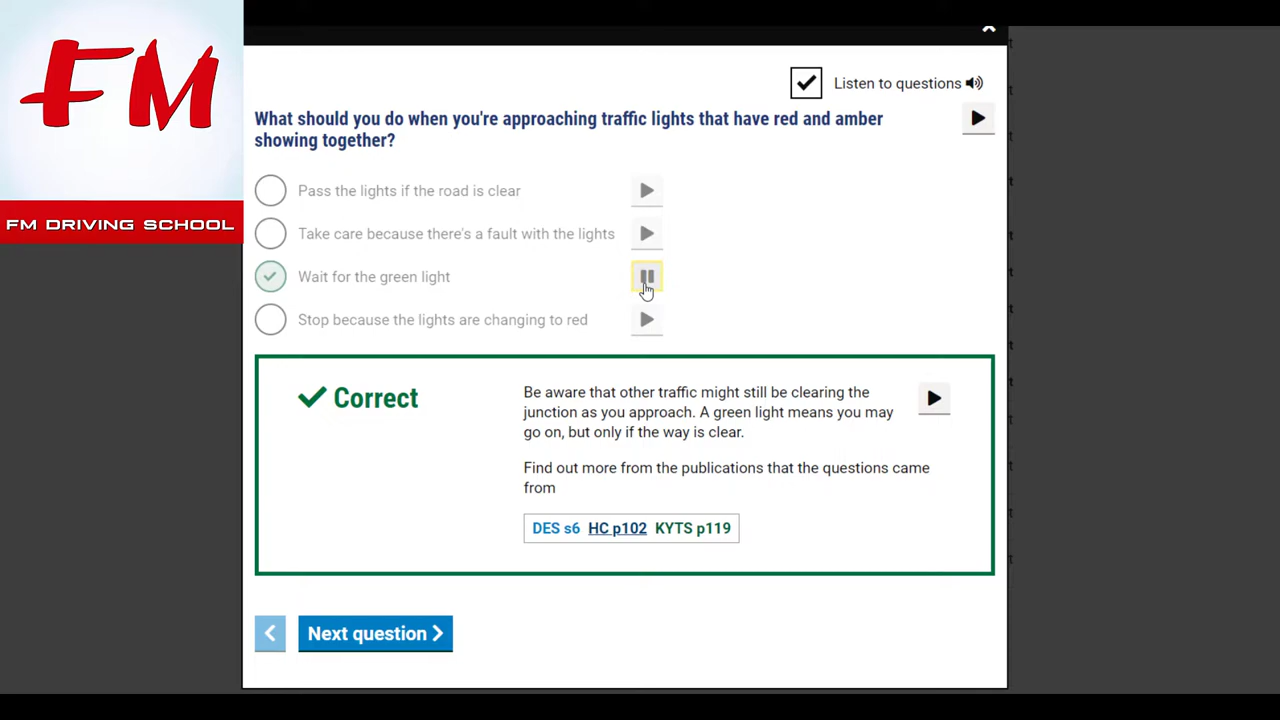 FM
FM DRIVING SCHOOL
Listen to questions
What should you do when you're approaching traffic lights that have red and amber
showing together?
Pass the lights if the road is clear
Take care because there's a fault with the lights
Wait for the green light
Stop because the lights are changing to red
Correct
Be aware that other traffic might still be clearing the
junction as you approach. A green light means you may
go on, but only if the way is clear.
Find out more from the publications that the questions came
from
DES s6 HC p102 KYTS p119
Next question